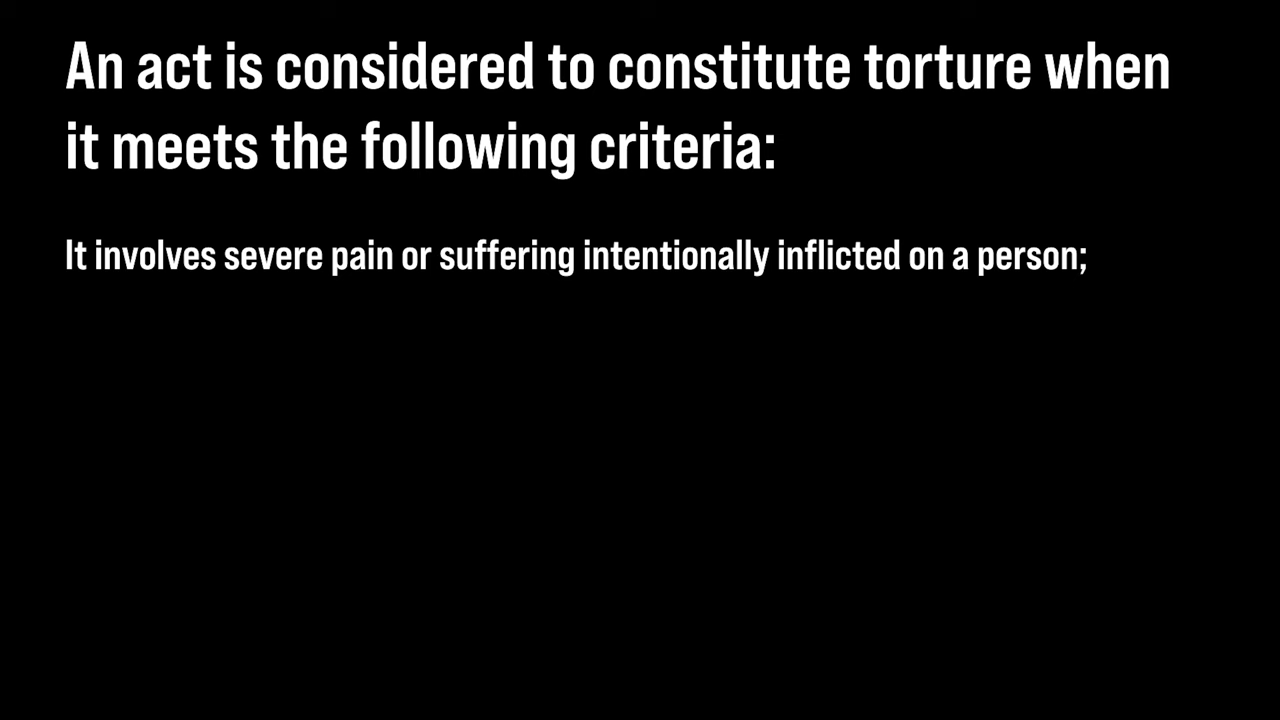 An act is considered to constitute torture when
it meets the following criteria:
It involves severe pain or suffering intentionally inflicted on a person;